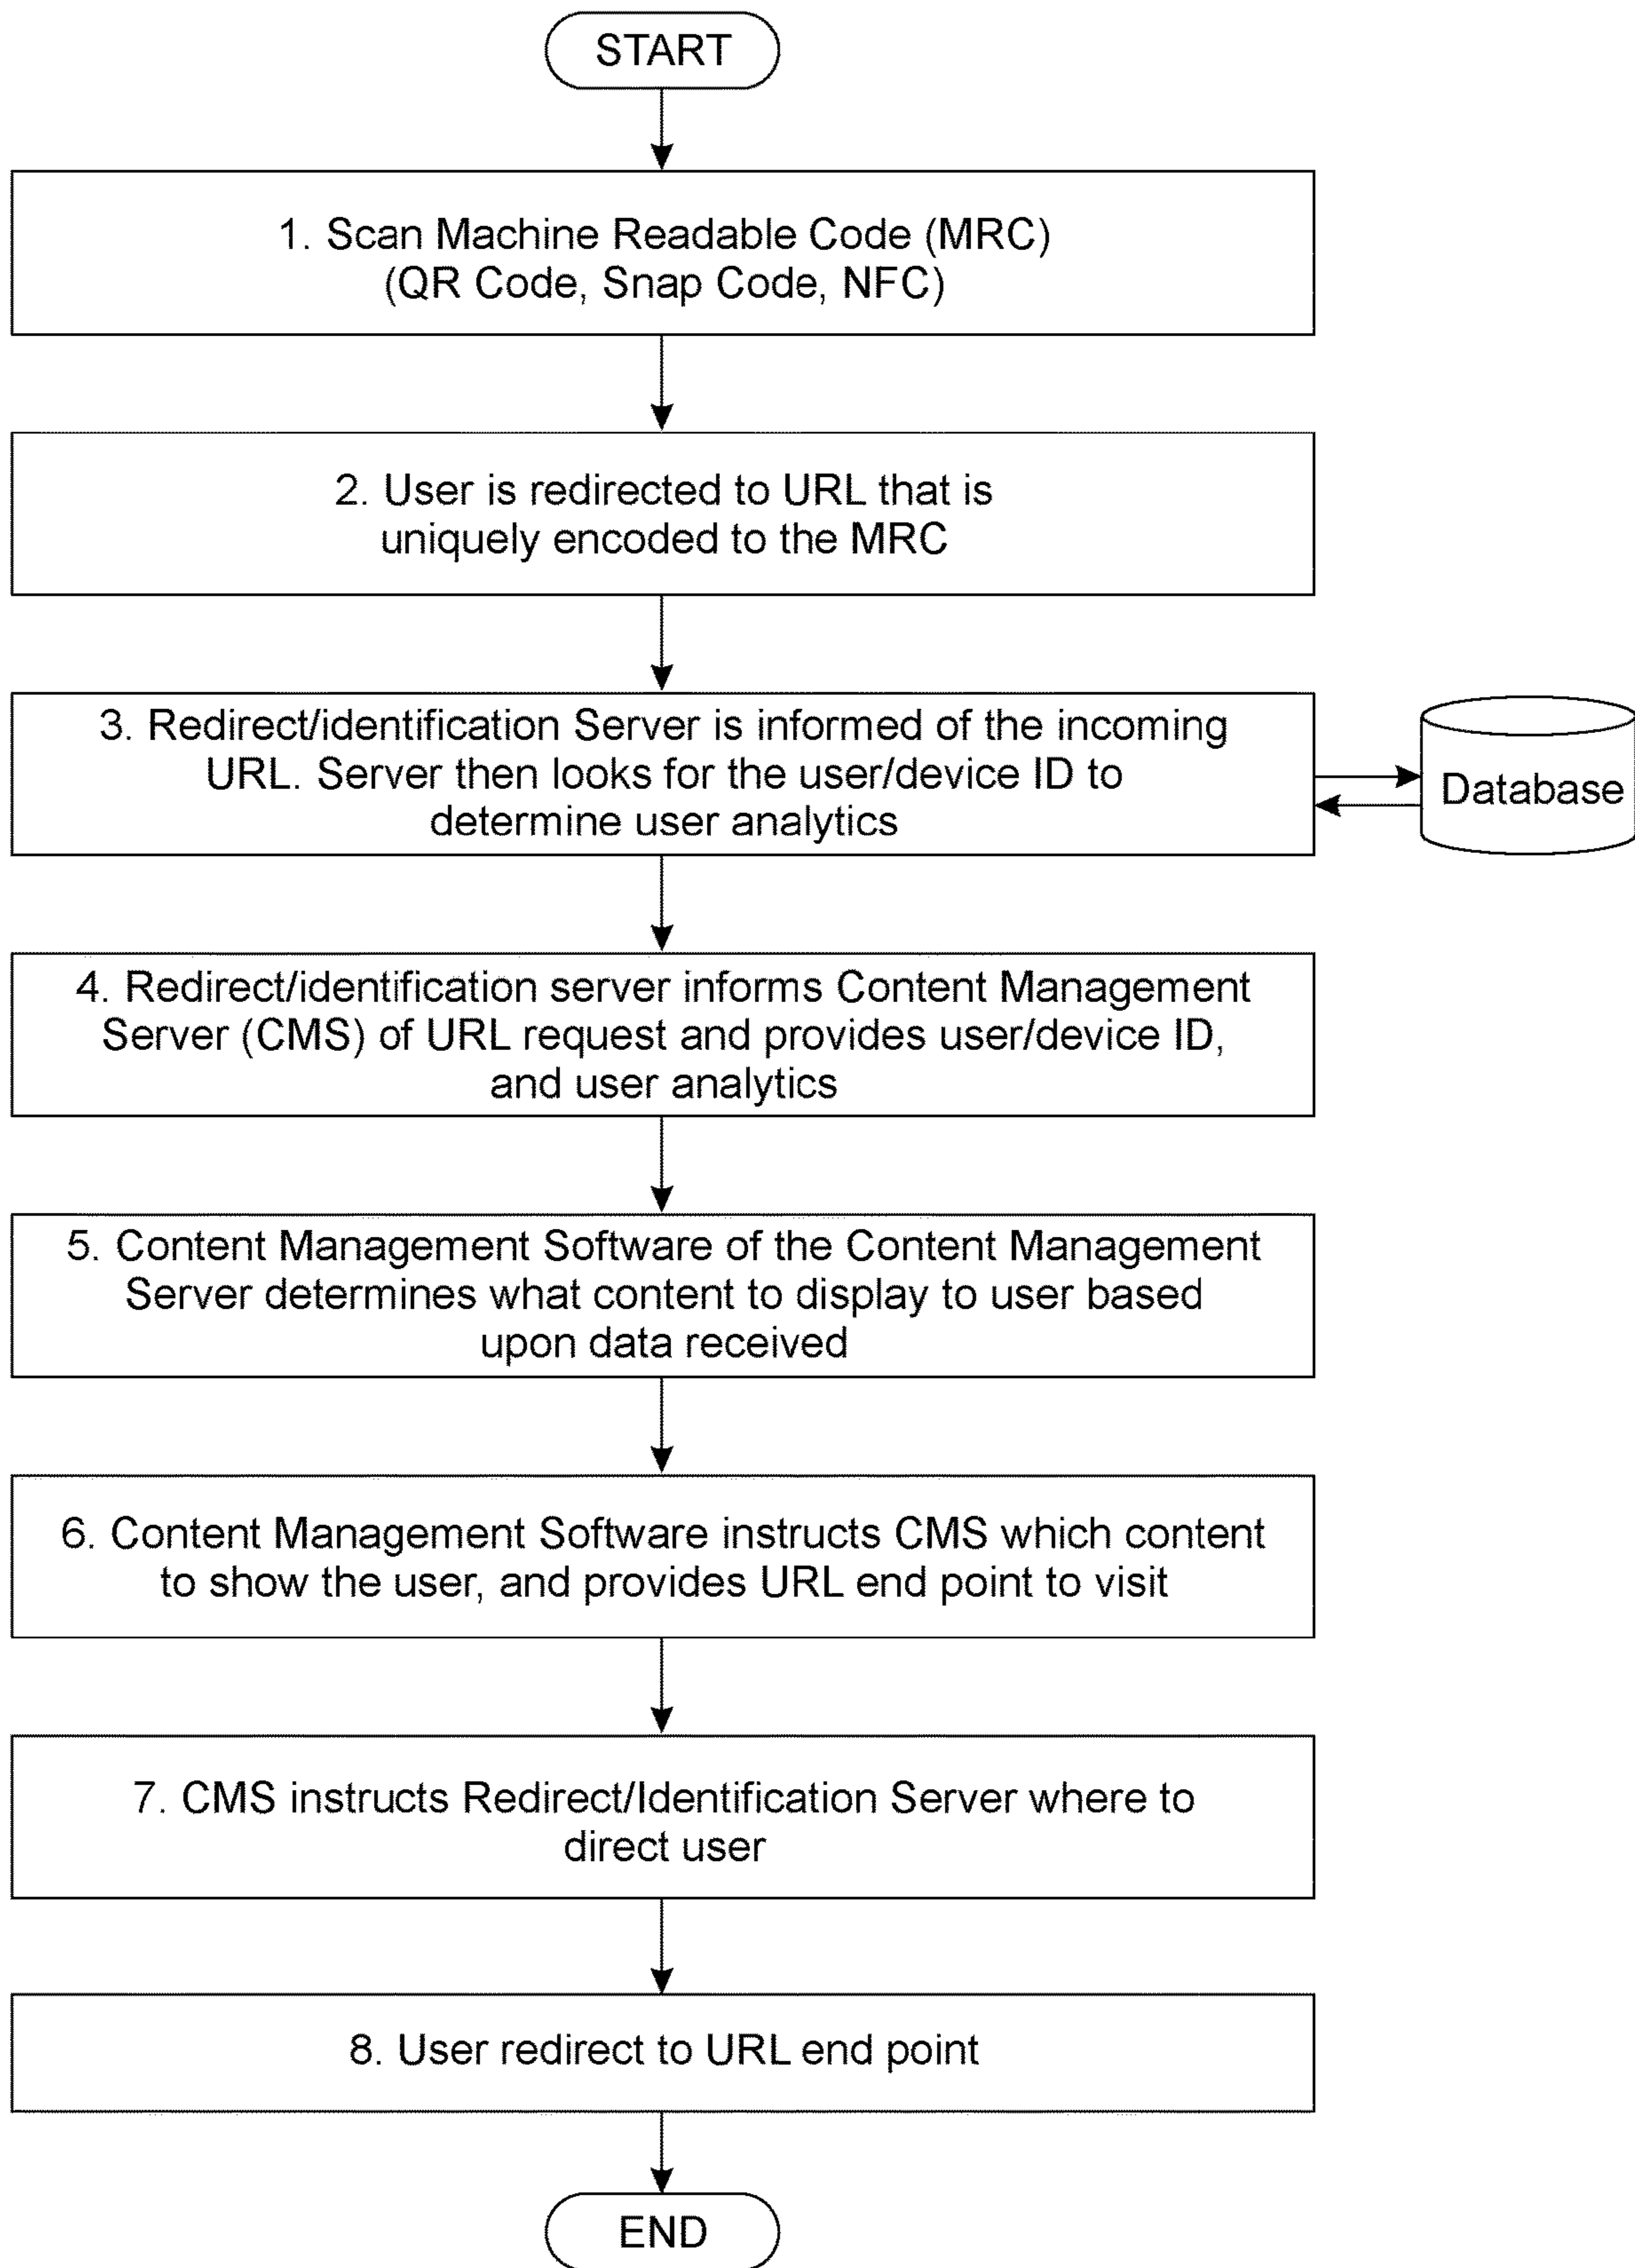 START
1. Scan Machine Readable Code (MRC)
(QR Code, Snap Code, NFC)
2. User is redirected to URL that is
uniquely encoded to the MRC
3. Redirect/identification Server is informed of the incoming
URL. Server then looks for the user/device ID to
determine user analytics
Database
4. Redirect/identification server informs Content Management
Server (CMS) of URL request and provides user/device ID,
and user analytics
5. Content Management Software of the Content Management
Server determines what content to display to user based
upon data received
6. Content Management Software instructs CMS which content
to show the user, and provides URL end point to visit
7. CMS instructs Redirect/Identification Server where to
direct user
8. User redirect to URL end point
END